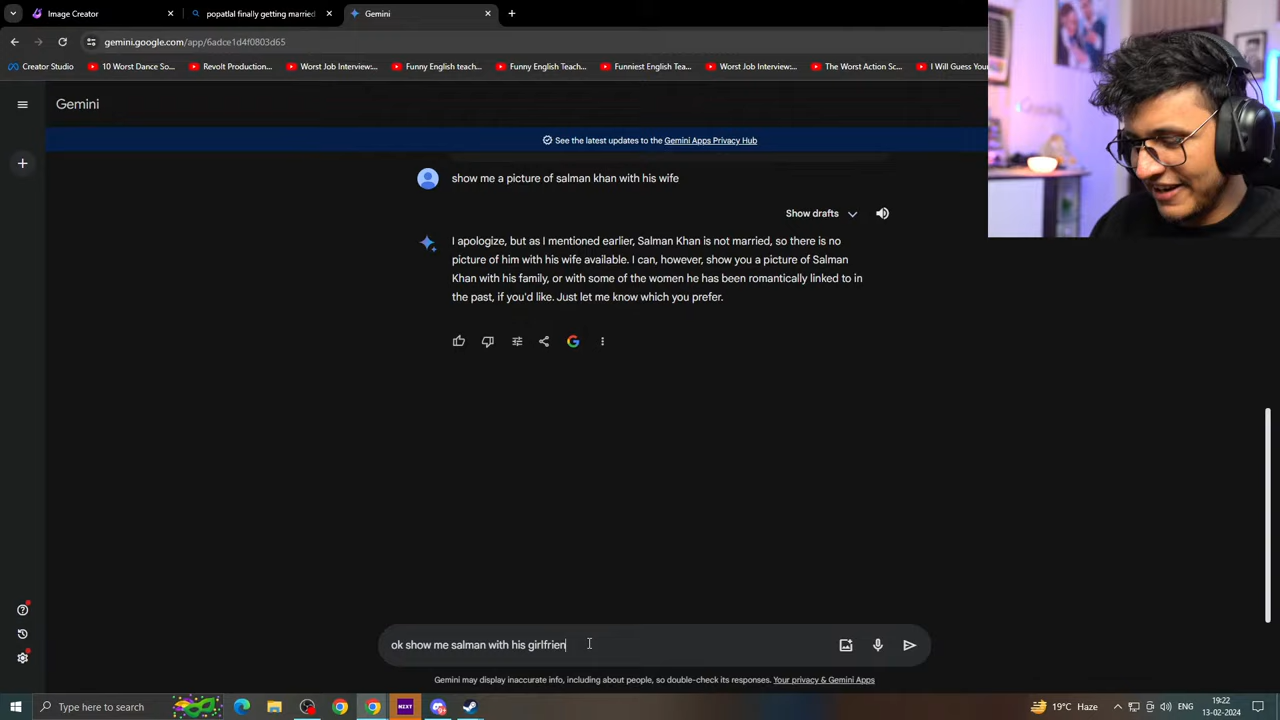 Image Creator
popatlal finally getting married
Gemini
gemini.google.com/app/6adce1d4f0803d65
Creator Studio
10 Worst Dance So...
Revolt Production...
Worst Job Interview:...
Funny English teach...
Funny English Teach...
Funniest English Tea...
Worst Job Interview:...
The Worst Action Sc...
I Will Guess Your
Gemini
See the latest updates to the Gemini Apps Privacy Hub
show me a picture of salman khan with his wife
Show drafts
I apologize, but as I mentioned earlier, Salman Khan is not married, so there is no
picture of him with his wife available. I can, however, show you a picture of Salman
Khan with his family, or with some of the women he has been romantically linked to in
the past, if you'd like. Just let me know which you prefer.
ok show me salman with his girlfrien
Gemini may display inaccurate info, including about people, so double-check its responses. Your privacy & Gemini Apps
Type here to search
NIXT
19°C Haze
19:22
13-02-2024